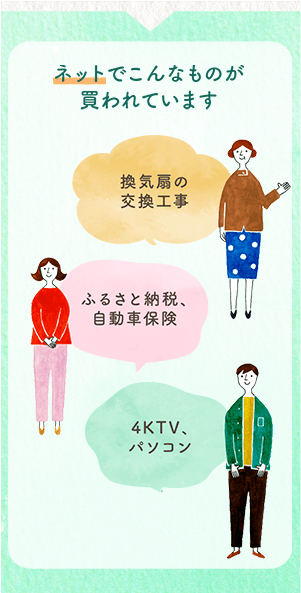 ネットでこんなものが
買われています
換気扇の
交換工事
ふるさと納税、
自動車保険
4KTV、
パソコン